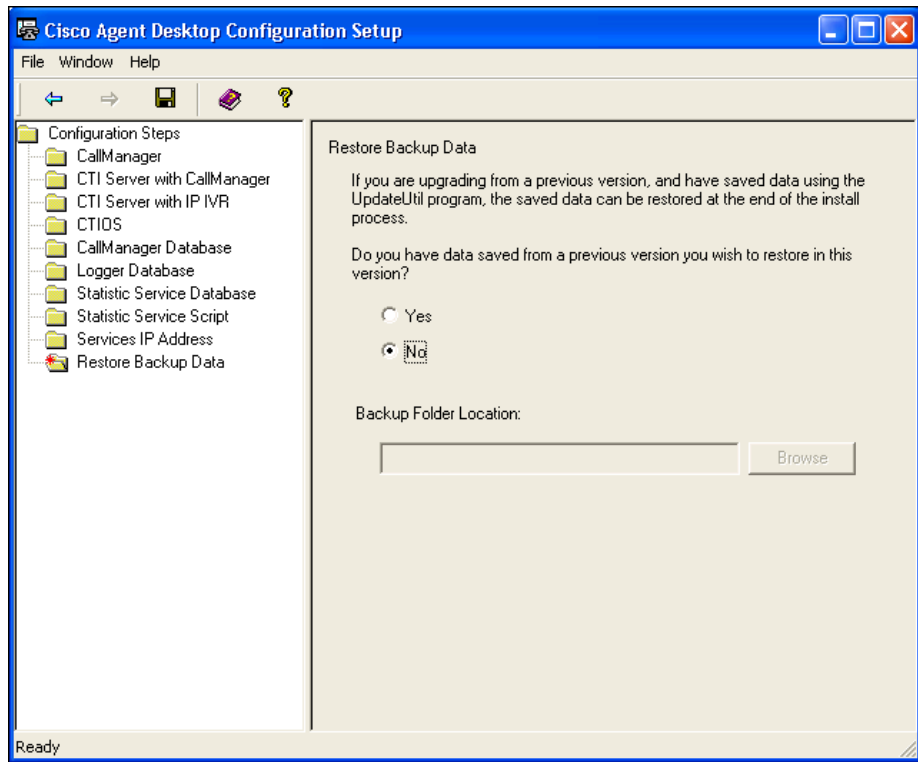 Cisco Agent Desktop Configuration Setup
File Window Help
Configuration Steps
CallManager
CTI Server with CallManager
CTI Server with IP IVR
CTIOS
CallManager Database
Logger Database
Statistic Service Database
Statistic Service Script
Services IP Address
Restore Backup Data
Restore Backup Data
If you are upgrading from a previous version, and have saved data using the
UpdateUtil program, the saved data can be restored at the end of the install
process.
Do you have data saved from a previous version you wish to restore in this
version?
Yes
No
Backup Folder Location:
Browse
Ready